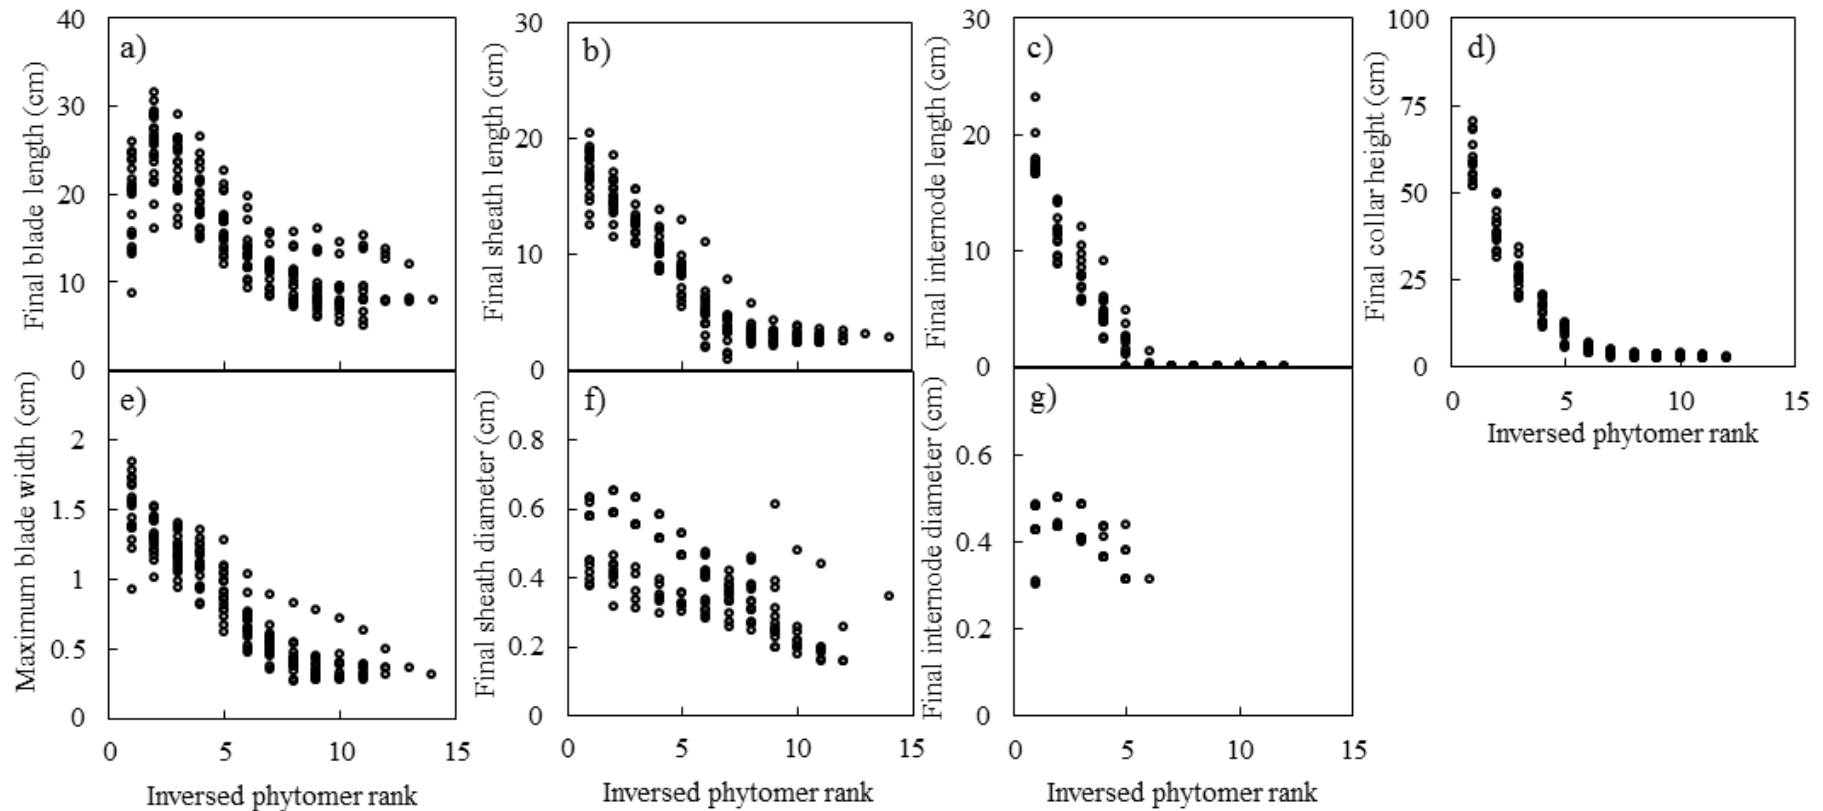 a)
Final blade length (cm)
40
30
20
10
0
b)
Final sheath length (cm)
30
20
10
0
c)
Final internode length (cm)
30
20
10
0
d)
Final collar height (cm)
100
75
50
25
0
0 5 10 15
Inversed phytomer rank
e)
Maximum blade width (cm)
2
1.5
1
0.5
0
0 5 10 15
Inversed phytomer rank
f)
Final sheath diameter (cm)
0.8
0.6
0.4
0.2
0
0 5 10 15
Inversed phytomer rank
g)
Final internode diameter (cm)
0.6
0.4
0.2
0
0 5 10 15
Inversed phytomer rank